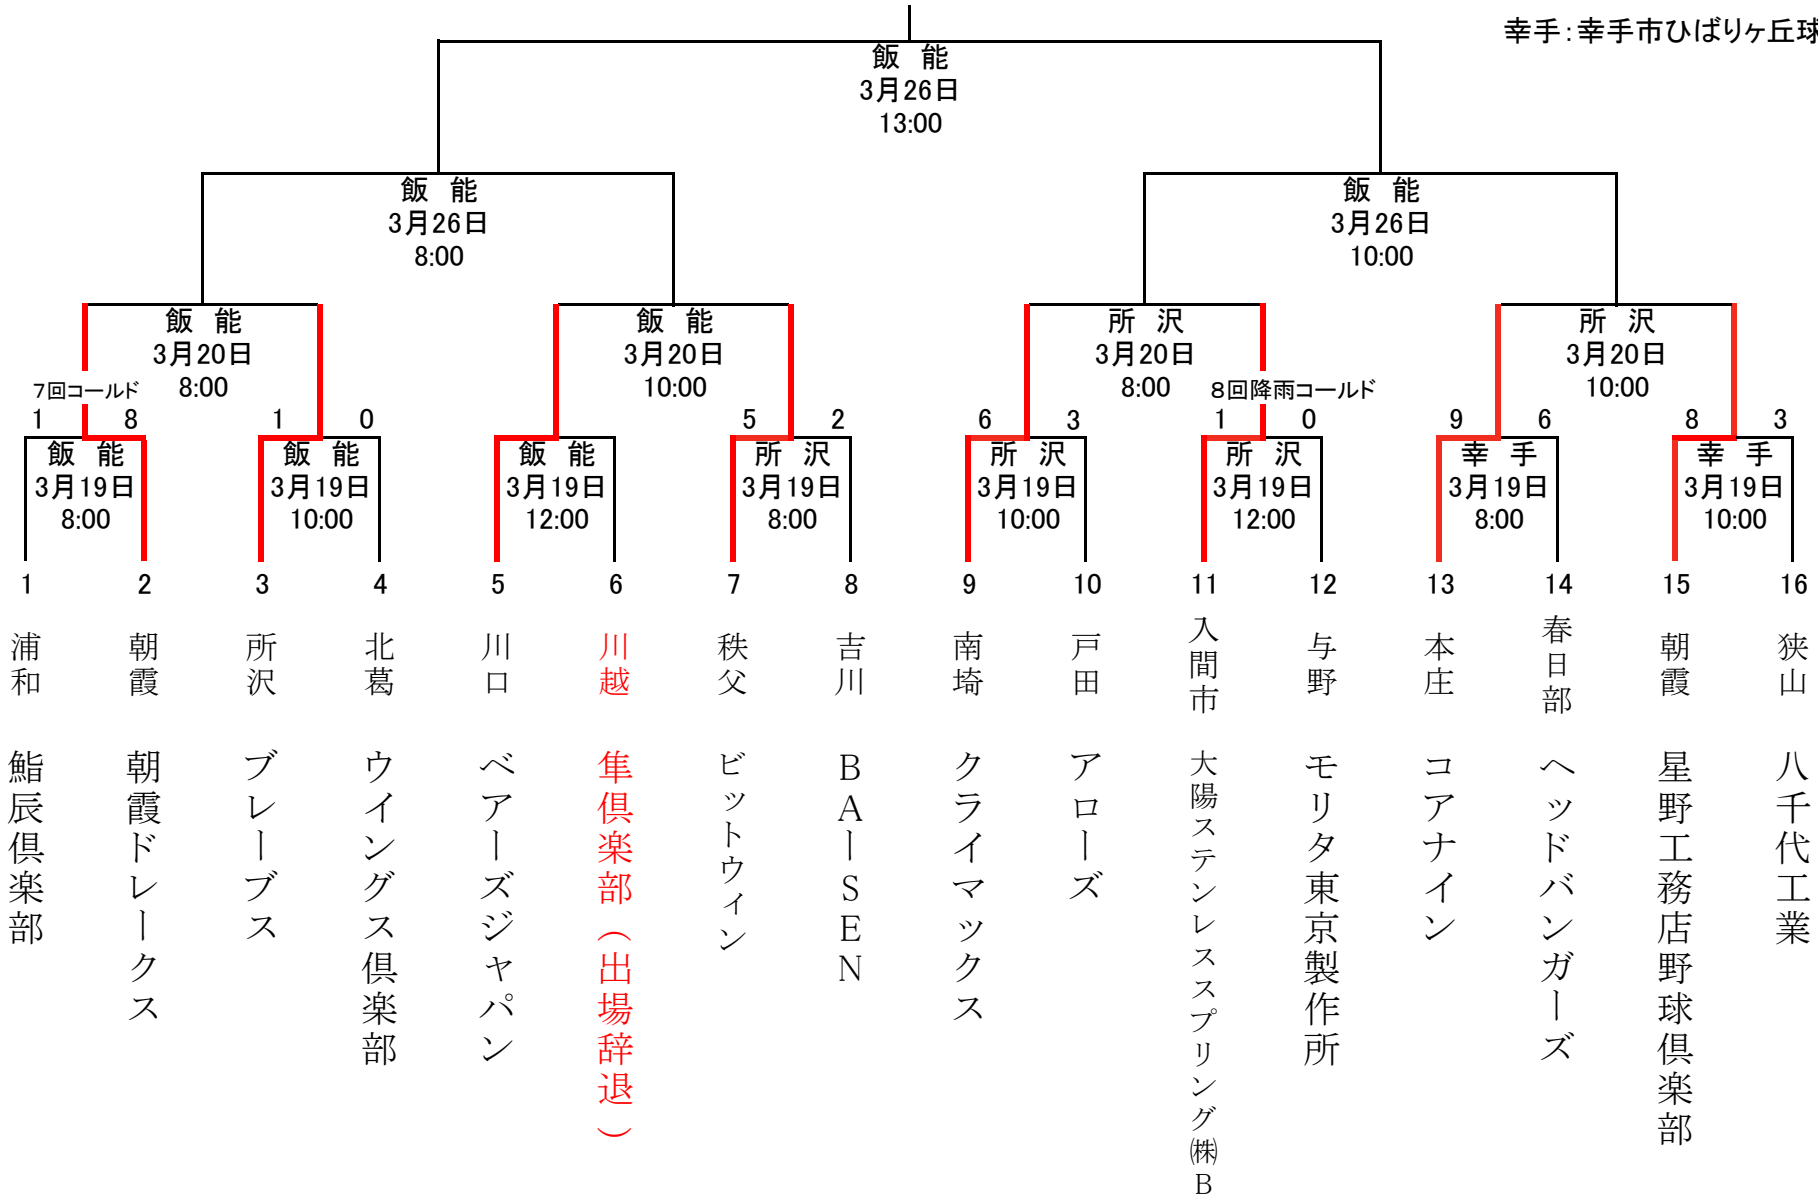 幸手：幸手市ひばりヶ丘球
飯 能
3月26日
13:00
飯 能
3月26日
8:00
飯 能
3月26日
10:00
飯 能
3月20日
8:00
飯 能
3月20日
10:00
所 沢
3月20日
8:00
所 沢
3月20日
10:00
7回コールド
8回降雨コールド
1 8 1 0 5 2 6 3 1 0 9 6 8 3
飯 能
3月19日
8:00
飯 能
3月19日
10:00
飯 能
3月19日
12:00
所 沢
3月19日
8:00
所 沢
3月19日
10:00
所 沢
3月19日
12:00
幸 手
3月19日
8:00
幸 手
3月19日
10:00
1 2 3 4 5 6 7 8 9 10 11 12 13 14 15 16
浦和
鮨辰倶楽部
朝霞
朝霞ドレークス
所沢
ブレーブス
北葛
ウイングス倶楽部
川口
ベアーズジャパン
川越
隼倶楽部（出場辞退）
秩父
ビットウィン
吉川
BAーSEN
南埼
クライマックス
戸田
アローズ
入間市
大陽ステンレススプリング㈱B
与野
モリタ東京製作所
本庄
コアナイン
春日部
ヘッドバンガーズ
朝霞
星野工務店野球倶楽部
狭山
八千代工業